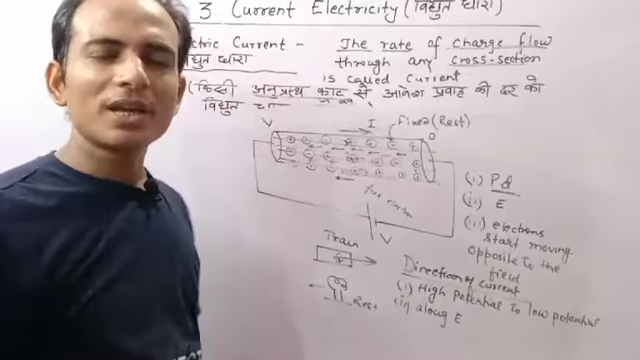 3 Current Electricity (विद्युत धारा)
ctric Current - The rate of charge flow
द्युत धारा through any cross-section
is called Current
(किसी अनुप्रस्थ काट से आवेश प्रवाह की दर को
विद्युत
V I fixed (Rest) O
free electron
V
(i) Pd
(ii) E
(iii) electrons
start moving
opposite to the
field
Train
Rest
Direction of current
(i) High Potential to low potential
(ii) along E